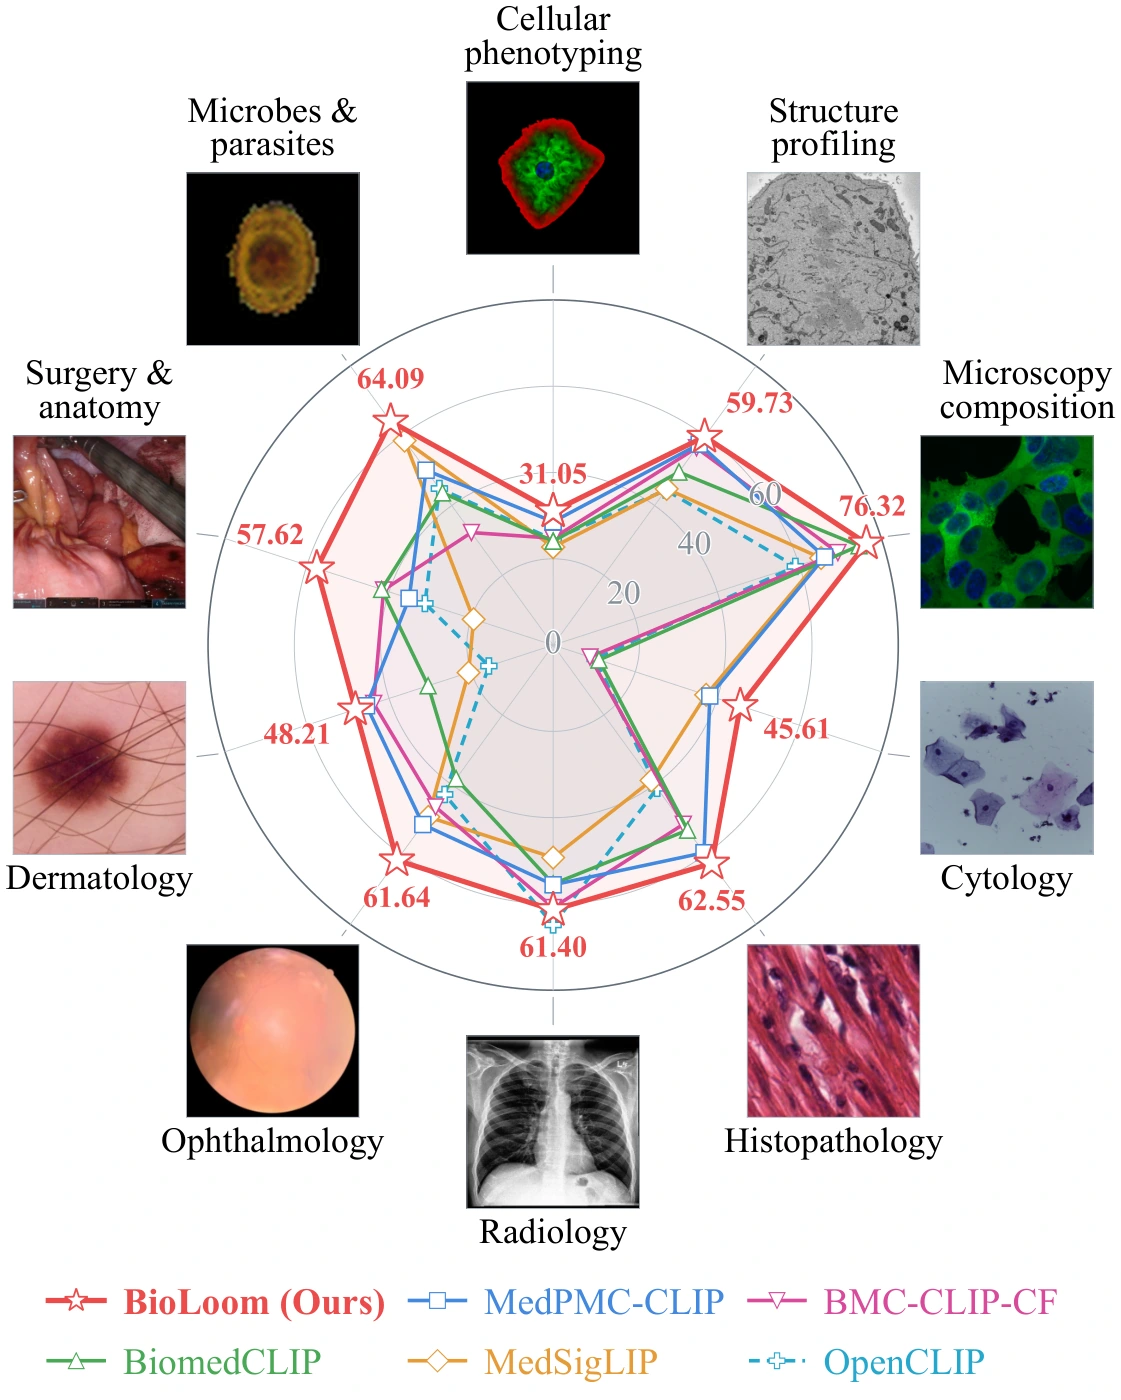 Cellular
phenotyping
Microbes &
parasites
Structure
profiling
Surgery &
anatomy
Microscopy
composition
64.09
59.73
31.05
60
76.32
57.62
40
20
0
48.21
45.61
Dermatology
Cytology
61.64
62.55
61.40
Ophthalmology
Histopathology
Radiology
BioLoom (Ours)
MedPMC-CLIP
BMC-CLIP-CF
BiomedCLIP
MedSigLIP
OpenCLIP